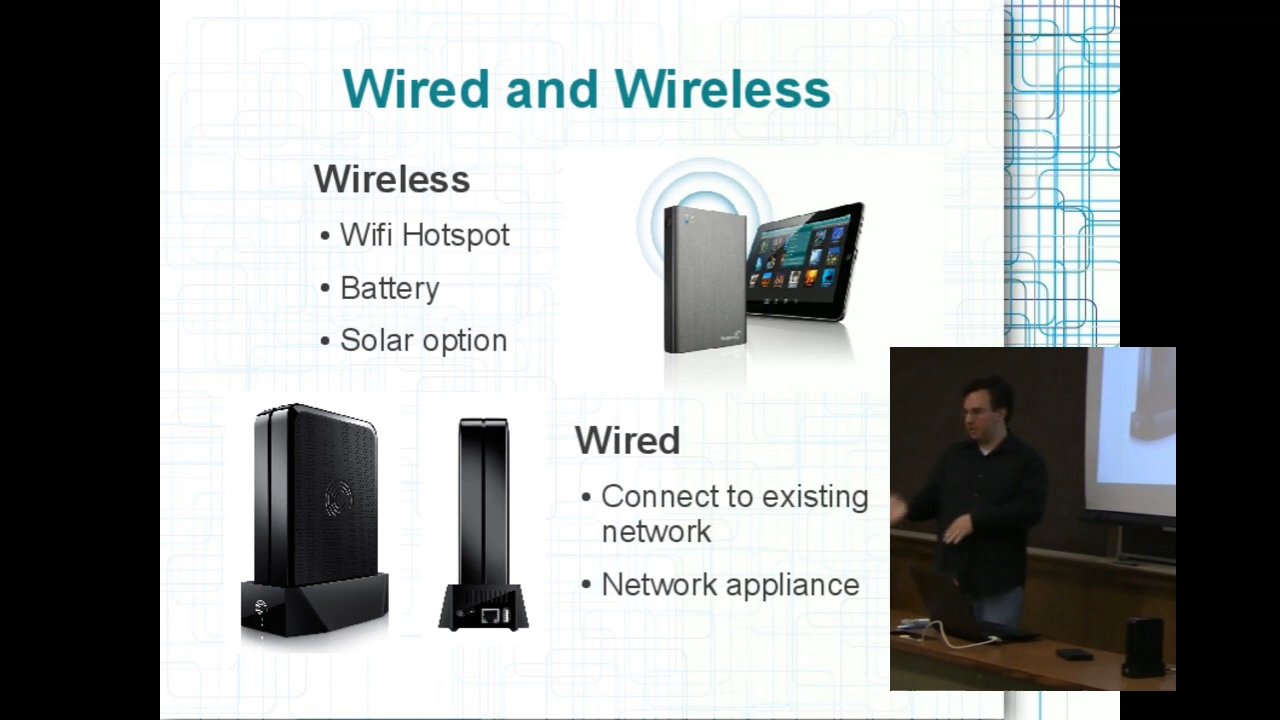 Wired and Wireless
Wireless
• Wifi Hotspot
• Battery
• Solar option
Wired
• Connect to existing
network
• Network appliance